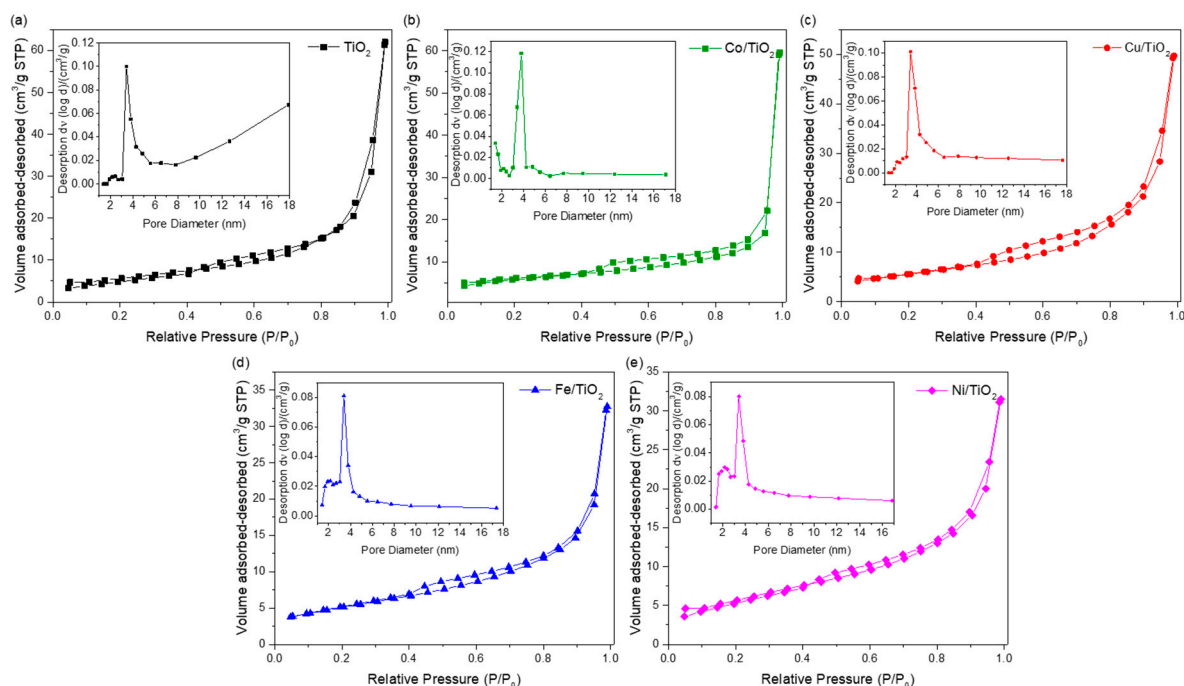 (a)
TiO2
Volume adsorbed-desorbed (cm3/g STP)
60
50
40
30
20
10
0
0.0 0.2 0.4 0.6 0.8 1.0
Relative Pressure (P/P0)
Desorption dv (log d)/(cm3/g)
0.12
0.10
0.08
0.06
0.04
0.02
0.00
2 4 6 8 10 12 14 16 18
Pore Diameter (nm)
(b)
Co/TiO2
Volume adsorbed-desorbed (cm3/g STP)
60
50
40
30
20
10
0
0.0 0.2 0.4 0.6 0.8 1.0
Relative Pressure (P/P0)
Desorption dv (log d)/(cm3/g)
0.12
0.10
0.08
0.06
0.04
0.02
0.00
2 4 6 8 10 12 14 16 18
Pore Diameter (nm)
(c)
Cu/TiO2
Volume adsorbed-desorbed (cm3/g STP)
50
40
30
20
10
0
0.0 0.2 0.4 0.6 0.8 1.0
Relative Pressure (P/P0)
Desorption dv (log d)/(cm3/g)
0.10
0.08
0.06
0.04
0.02
0.00
2 4 6 8 10 12 14 16 18
Pore Diameter (nm)
(d)
Fe/TiO2
Volume adsorbed-desorbed (cm3/g STP)
35
30
25
20
15
10
5
0
0.0 0.2 0.4 0.6 0.8 1.0
Relative Pressure (P/P0)
Desorption dv (log d)/(cm3/g)
0.08
0.06
0.04
0.02
0.00
2 4 6 8 10 12 14 16 18
Pore Diameter (nm)
(e)
Ni/TiO2
Volume adsorbed-desorbed (cm3/g STP)
35
30
25
20
15
10
5
0
0.0 0.2 0.4 0.6 0.8 1.0
Relative Pressure (P/P0)
Desorption dv (log d)/(cm3/g)
0.08
0.06
0.04
0.02
0.00
2 4 6 8 10 12 14 16
Pore Diameter (nm)